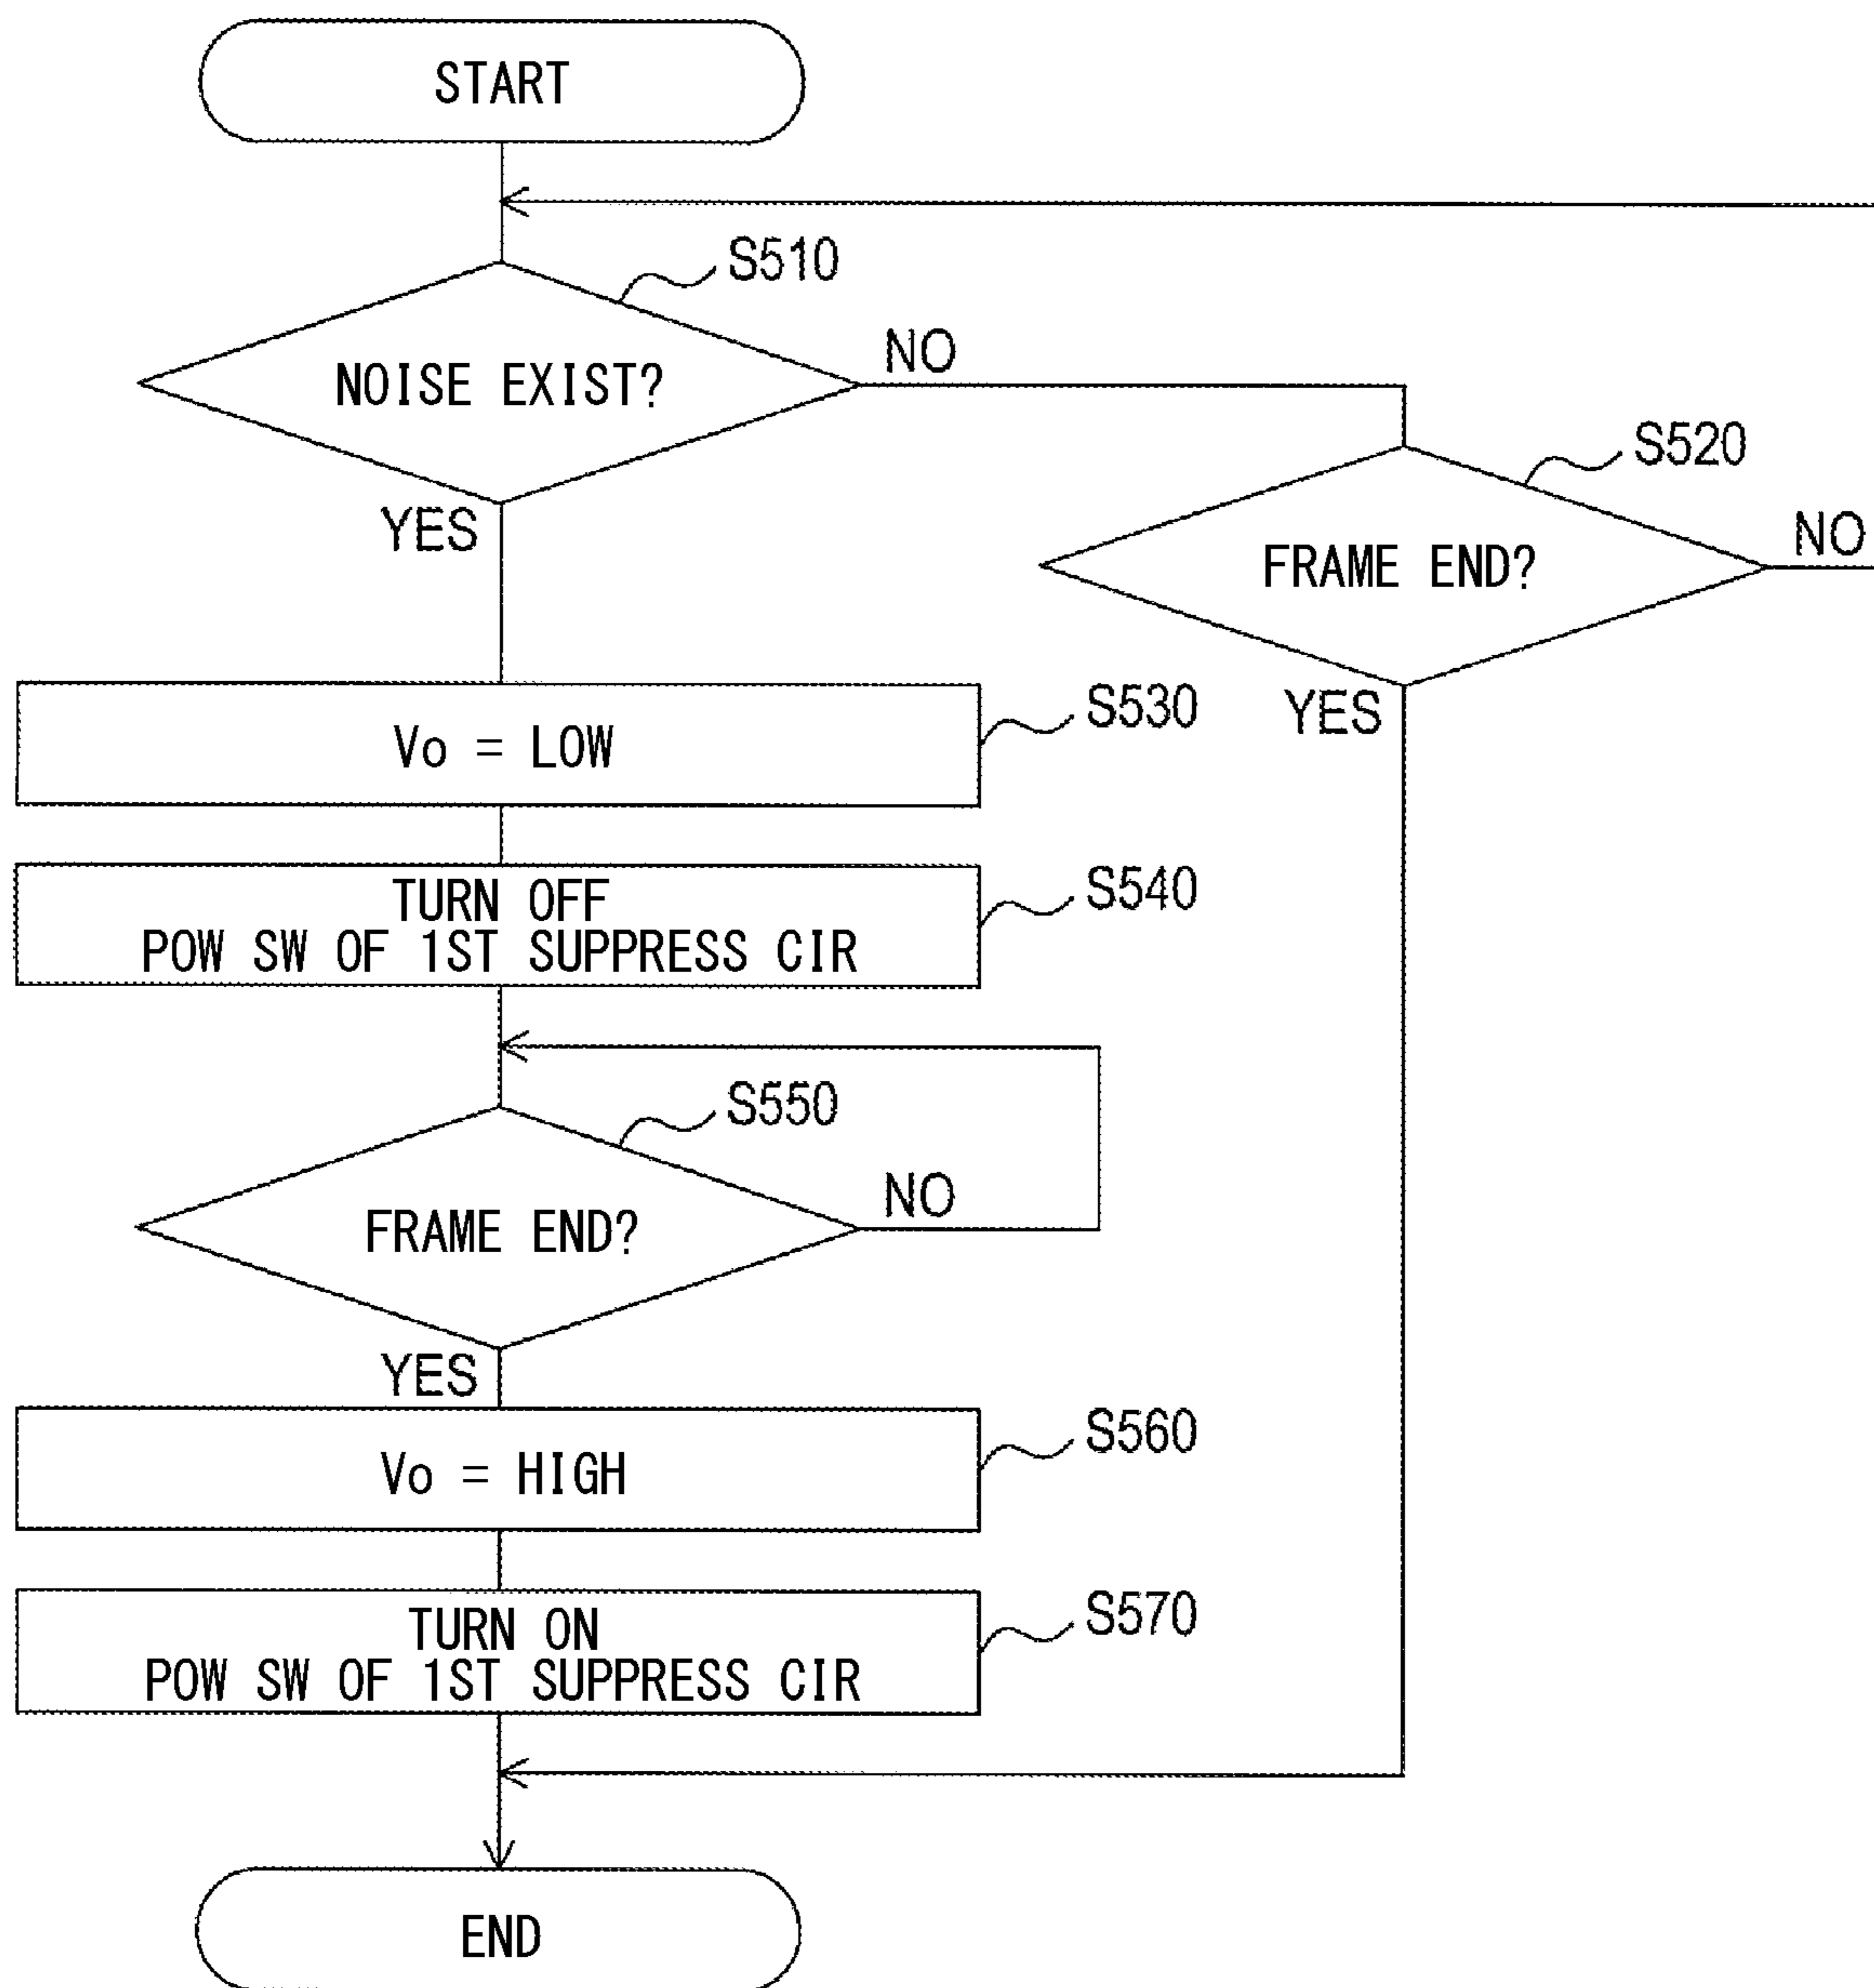 START
S510
NOISE EXIST?
NO
YES
S520
FRAME END?
NO
YES
S530
Vo = LOW
S540
TURN OFF
POW SW OF 1ST SUPPRESS CIR
S550
FRAME END?
NO
YES
S560
Vo = HIGH
S570
TURN ON
POW SW OF 1ST SUPPRESS CIR
END